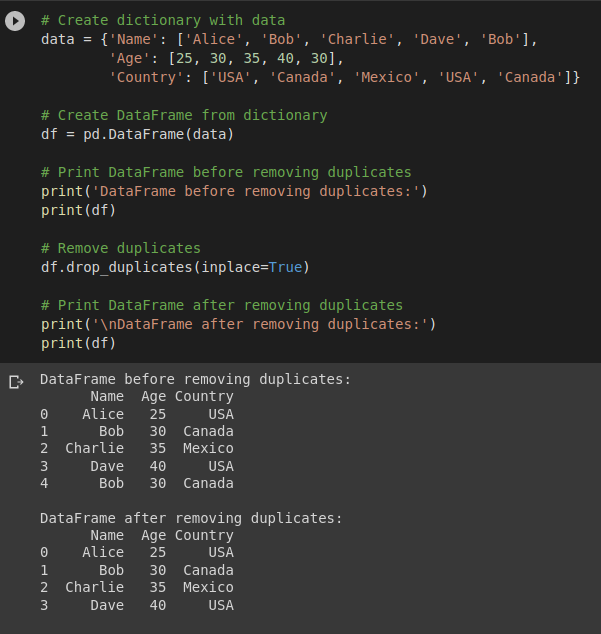 # Create dictionary with data
data = {'Name': ['Alice', 'Bob', 'Charlie', 'Dave', 'Bob'],
        'Age': [25, 30, 35, 40, 30],
        'Country': ['USA', 'Canada', 'Mexico', 'USA', 'Canada']}

# Create DataFrame from dictionary
df = pd.DataFrame(data)

# Print DataFrame before removing duplicates
print('DataFrame before removing duplicates:')
print(df)

# Remove duplicates
df.drop_duplicates(inplace=True)

# Print DataFrame after removing duplicates
print('\nDataFrame after removing duplicates:')
print(df)

DataFrame before removing duplicates:
      Name  Age Country
0    Alice   25     USA
1      Bob   30  Canada
2  Charlie   35  Mexico
3     Dave   40     USA
4      Bob   30  Canada

DataFrame after removing duplicates:
      Name  Age Country
0    Alice   25     USA
1      Bob   30  Canada
2  Charlie   35  Mexico
3     Dave   40     USA